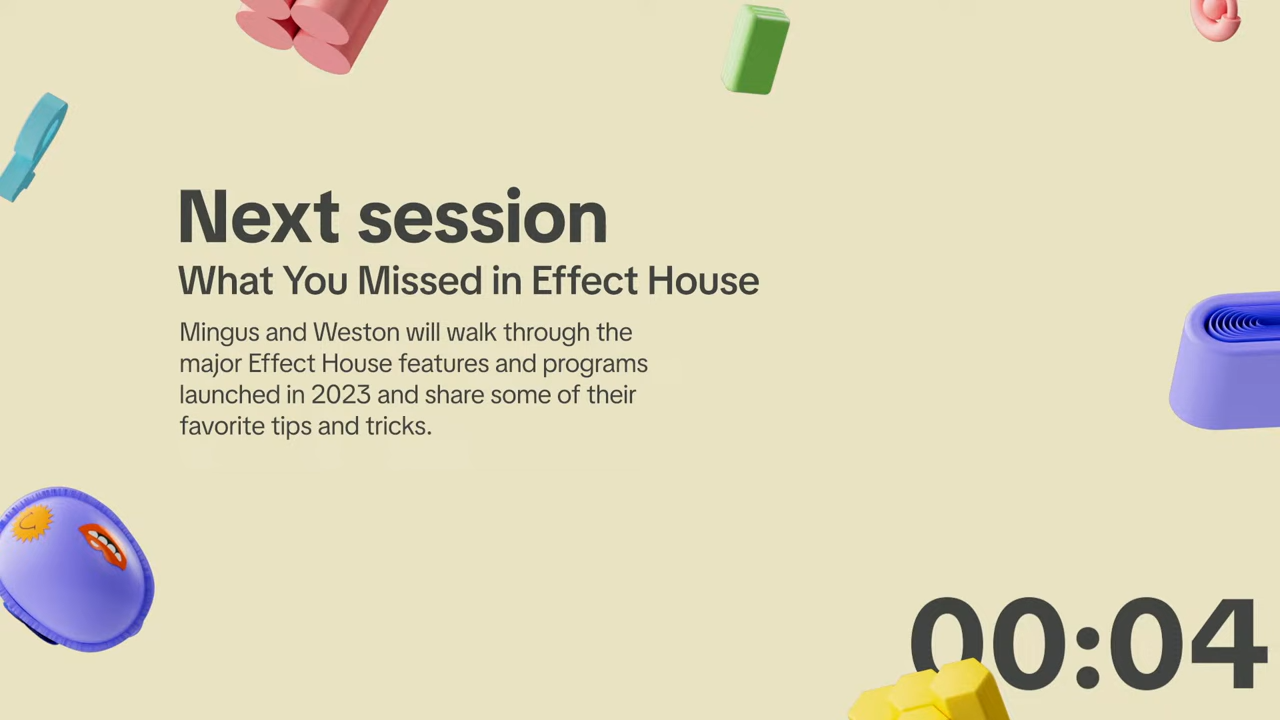 Next session
What You Missed in Effect House
Mingus and Weston will walk through the
major Effect House features and programs
launched in 2023 and share some of their
favorite tips and tricks.
00:04